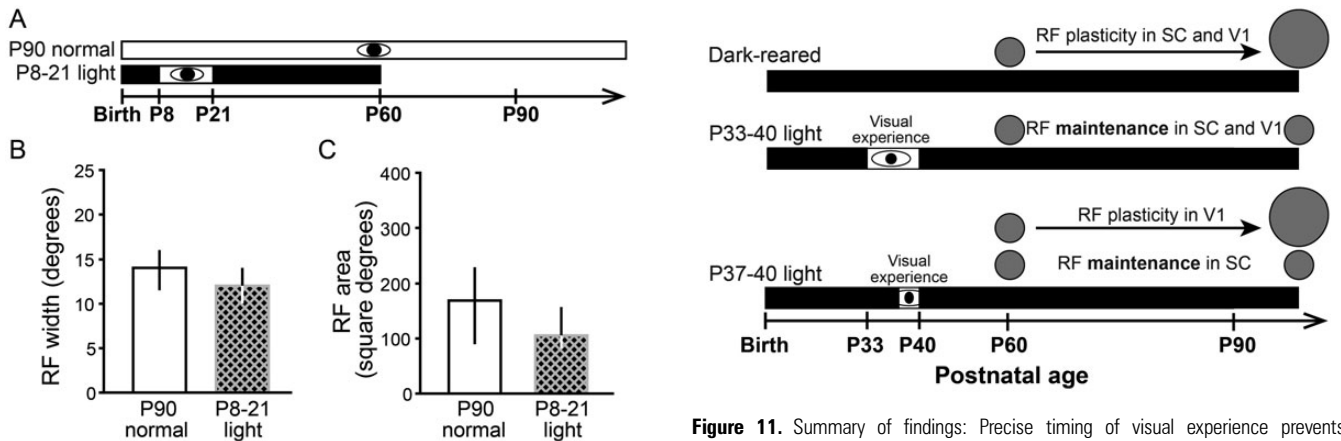 A
P90 normal
P8-21 light
Birth P8 P21 P60 P90
B
RF width (degrees)
25
20
15
10
5
0
P90 normal
P8-21 light
C
RF area
(square degrees)
400
300
200
100
0
P90 normal
P8-21 light
Dark-reared
RF plasticity in SC and V1
P33-40 light
Visual
experience
RF maintenance in SC and V1
RF plasticity in V1
P37-40 light
Visual
experience
RF maintenance in SC
Birth P33 P40 P60 P90
Postnatal age
Figure 11. Summary of findings: Precise timing of visual experience prevents